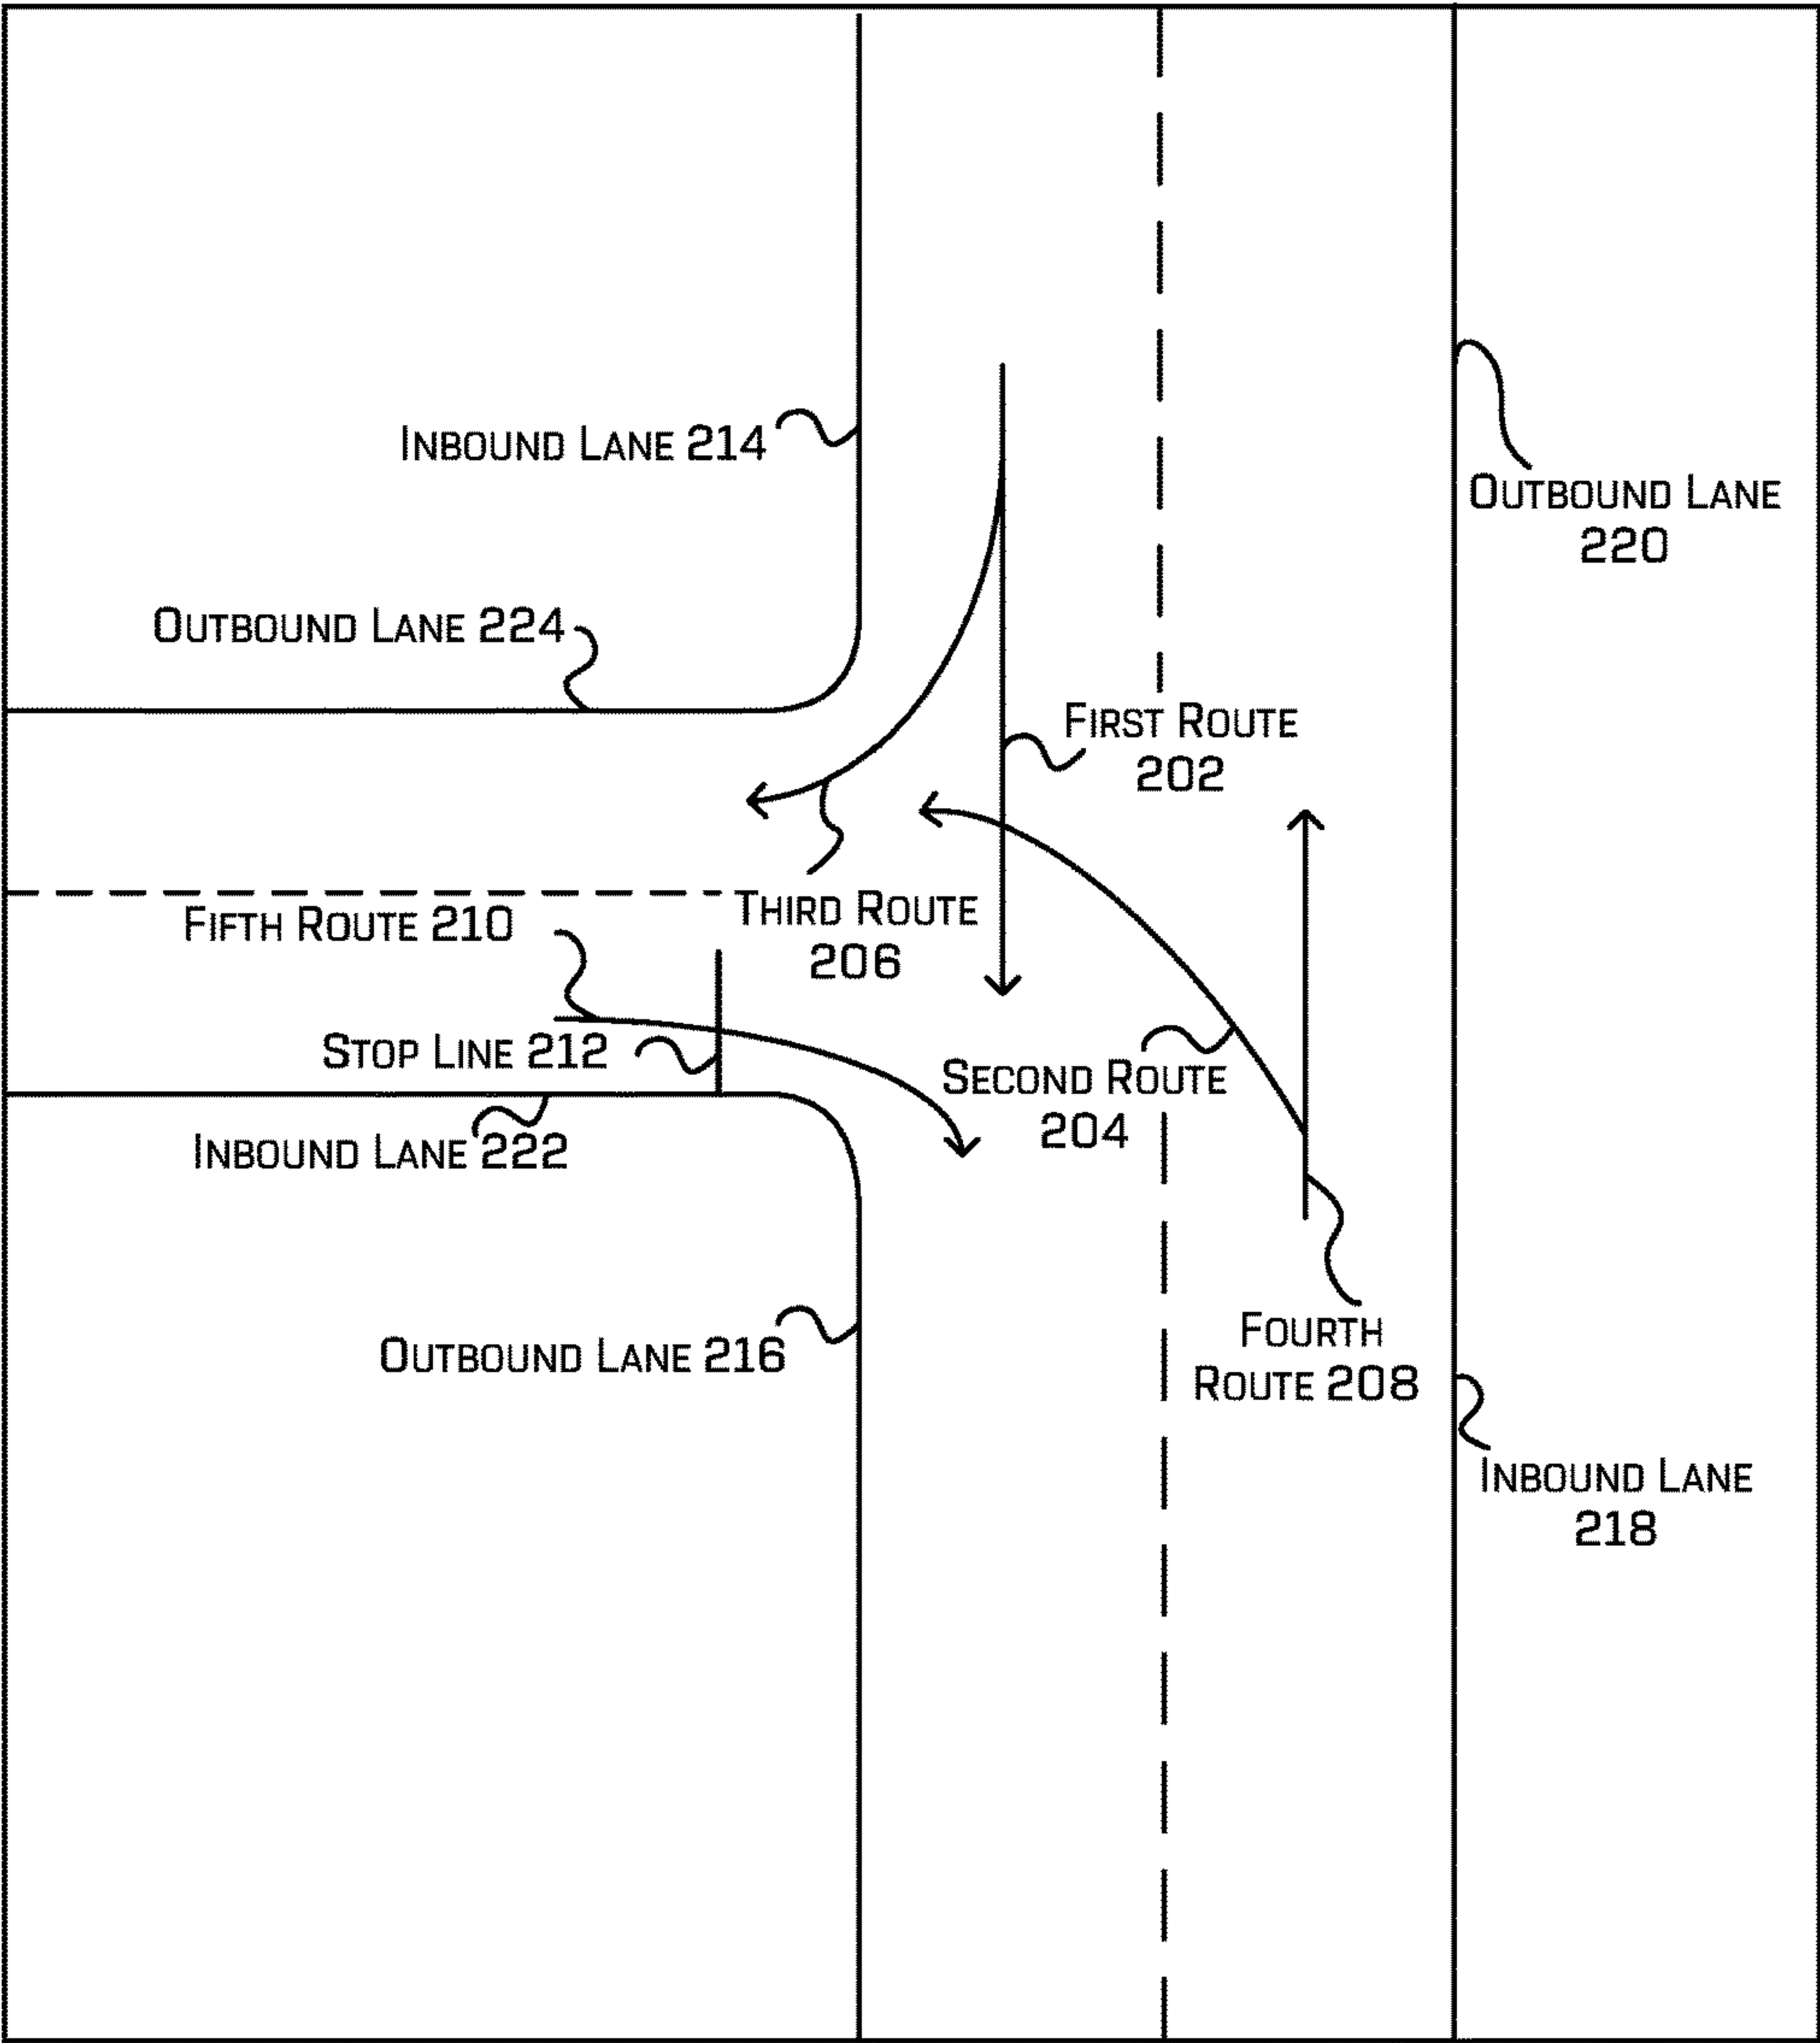 Inbound Lane 214
Outbound Lane
220
Outbound Lane 224
First Route
202
Third Route
206
Fifth Route 210
Stop Line 212
Second Route
204
Inbound Lane 222
Outbound Lane 216
Fourth
Route 208
Inbound Lane
218